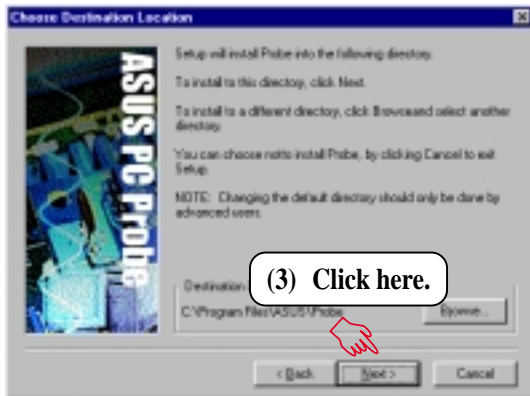 Choose Destination Location
ASUS PC Probe
Setup will install Probe into the following directory.
To install to this directory, click Next.
To install to a different directory, click Browse and select another
directory.
You can choose not to install Probe, by clicking Cancel to exit
Setup.
NOTE: Changing the default directory should only be done by
advanced users.
(3) Click here.
Destination
C:\Program Files\ASUS\Probe
Browse...
< Back
Next >
Cancel